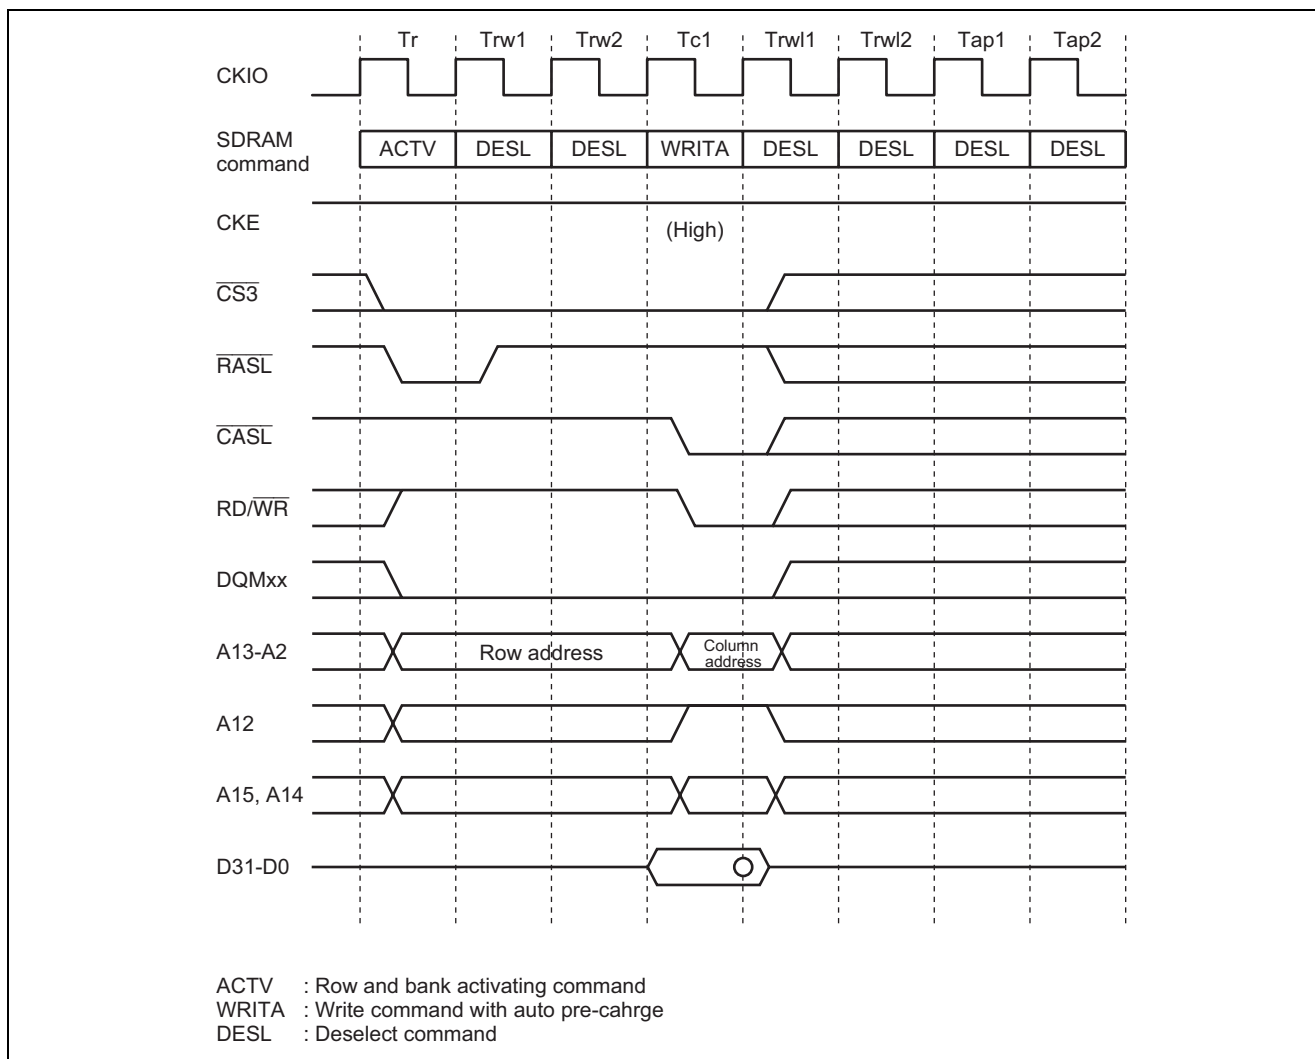 Tr Trw1 Trw2 Tc1 Trwl1 Trwl2 Tap1 Tap2
CKIO
SDRAM
command
ACTV DESL DESL WRITA DESL DESL DESL DESL
CKE
(High)
CS3
RASL
CASL
RD/WR
DQMxx
A13-A2 Row address Column
address
A12
A15, A14
D31-D0
ACTV : Row and bank activating command
WRITA : Write command with auto pre-cahrge
DESL : Deselect command